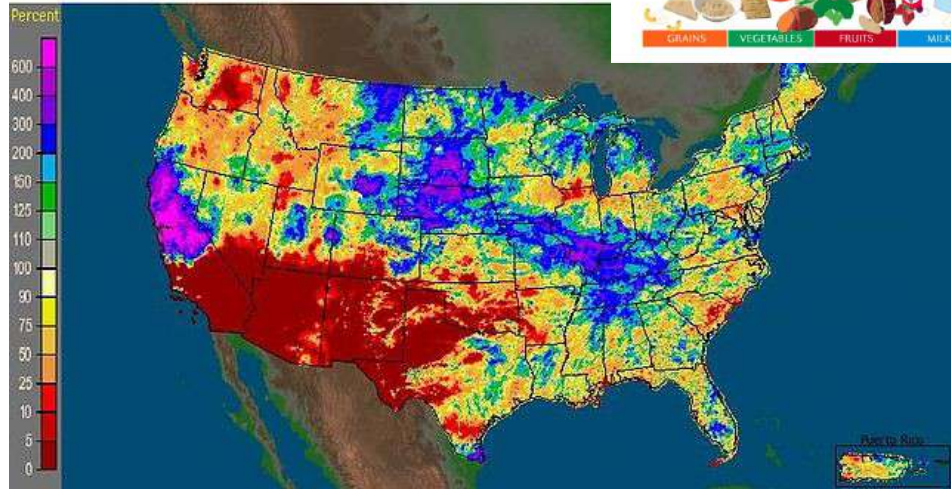 Percent
GRAINS
VEGETABLES
FRUITS
MILK
600
400
300
200
150
125
110
100
90
75
50
25
10
5
0
Puerto Rico